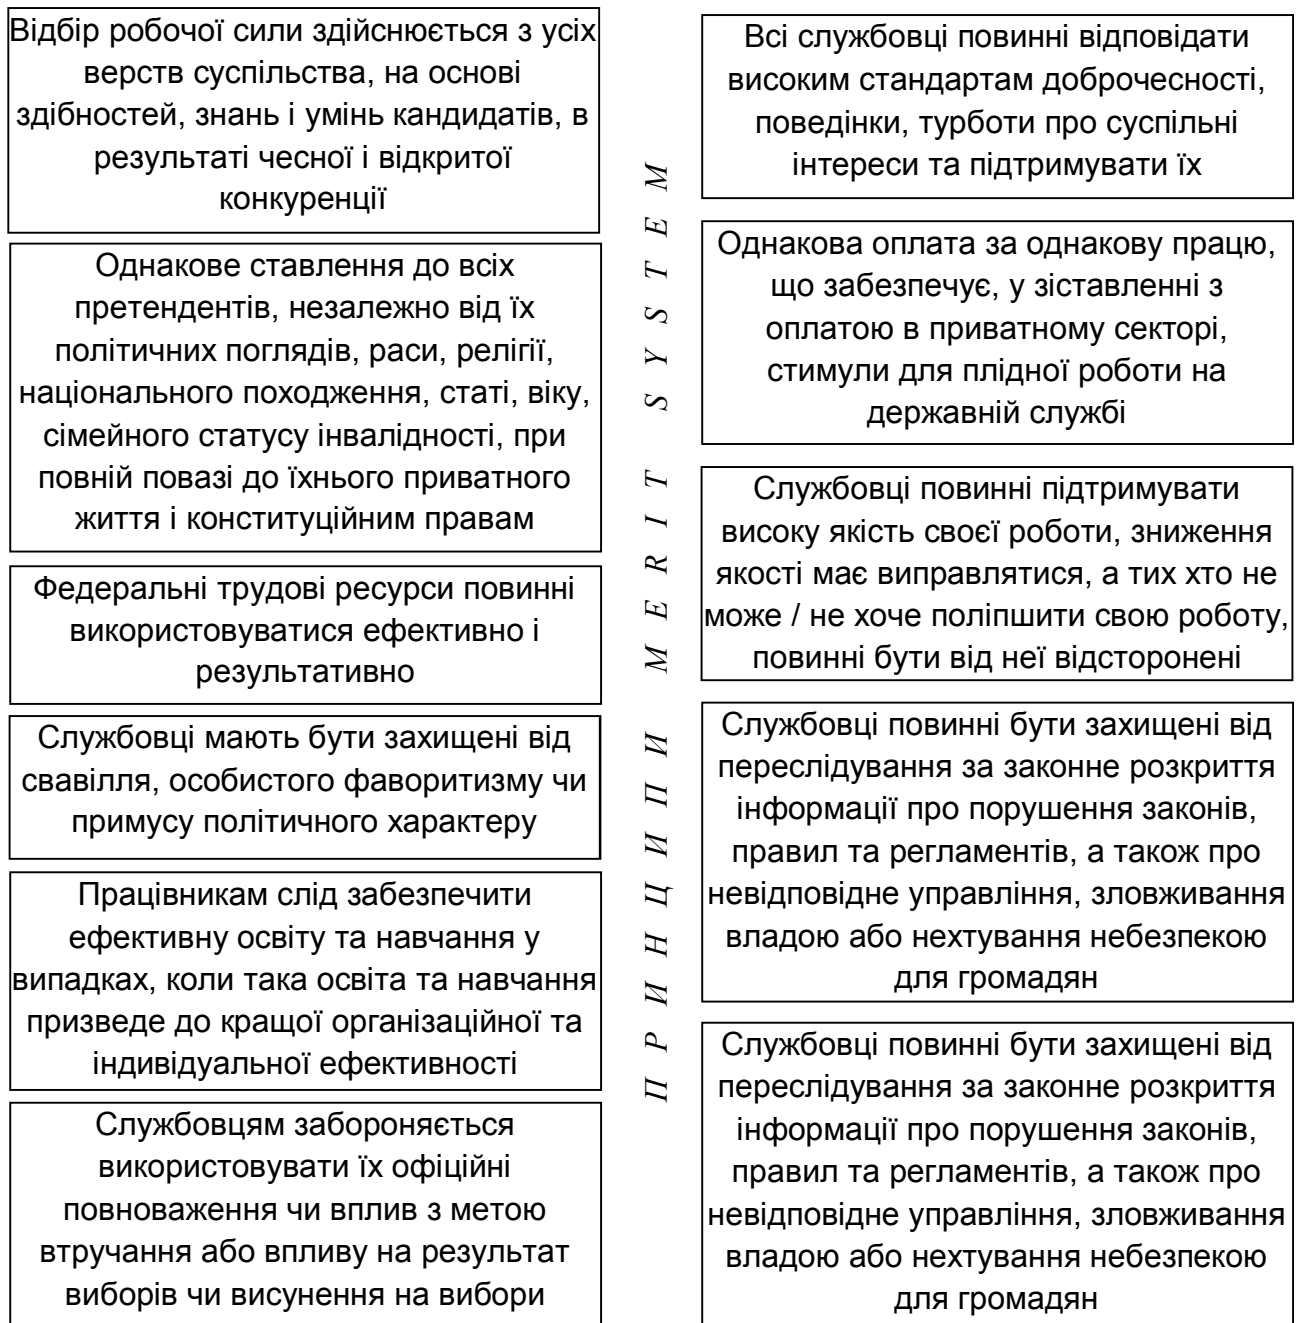 Відбір робочої сили здійснюється з усіх
верств суспільства, на основі
здібностей, знань і умінь кандидатів, в
результаті чесної і відкритої
конкуренції
Однакове ставлення до всіх
претендентів, незалежно від їх
політичних поглядів, раси, релігії,
національного походження, статі, віку,
сімейного статусу інвалідності, при
повній повазі до їхнього приватного
життя і конституційним правам
Федеральні трудові ресурси повинні
використовуватися ефективно і
результативно
Службовці мають бути захищені від
свавілля, особистого фаворитизму чи
примусу політичного характеру
Працівникам слід забезпечити
ефективну освіту та навчання у
випадках, коли така освіта та навчання
призведе до кращої організаційної та
індивідуальної ефективності
Службовцям забороняється
використовувати їх офіційні
повноваження чи вплив з метою
втручання або впливу на результат
виборів чи висунення на вибори
ПРИНЦИПИ MERIT SYSTEM
Всі службовці повинні відповідати
високим стандартам доброчесності,
поведінки, турботи про суспільні
інтереси та підтримувати їх
Однакова оплата за однакову працю,
що забезпечує, у зіставленні з
оплатою в приватному секторі,
стимули для плідної роботи на
державній службі
Службовці повинні підтримувати
високу якість своєї роботи, зниження
якості має виправлятися, а тих хто не
може / не хоче поліпшити свою роботу,
повинні бути від неї відсторонені
Службовці повинні бути захищені від
переслідування за законне розкриття
інформації про порушення законів,
правил та регламентів, а також про
невідповідне управління, зловживання
владою або нехтування небезпекою
для громадян
Службовці повинні бути захищені від
переслідування за законне розкриття
інформації про порушення законів,
правил та регламентів, а також про
невідповідне управління, зловживання
владою або нехтування небезпекою
для громадян